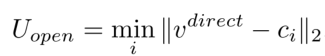 U_{open} = \min_{i} \| v^{direct} - c_i \|_2